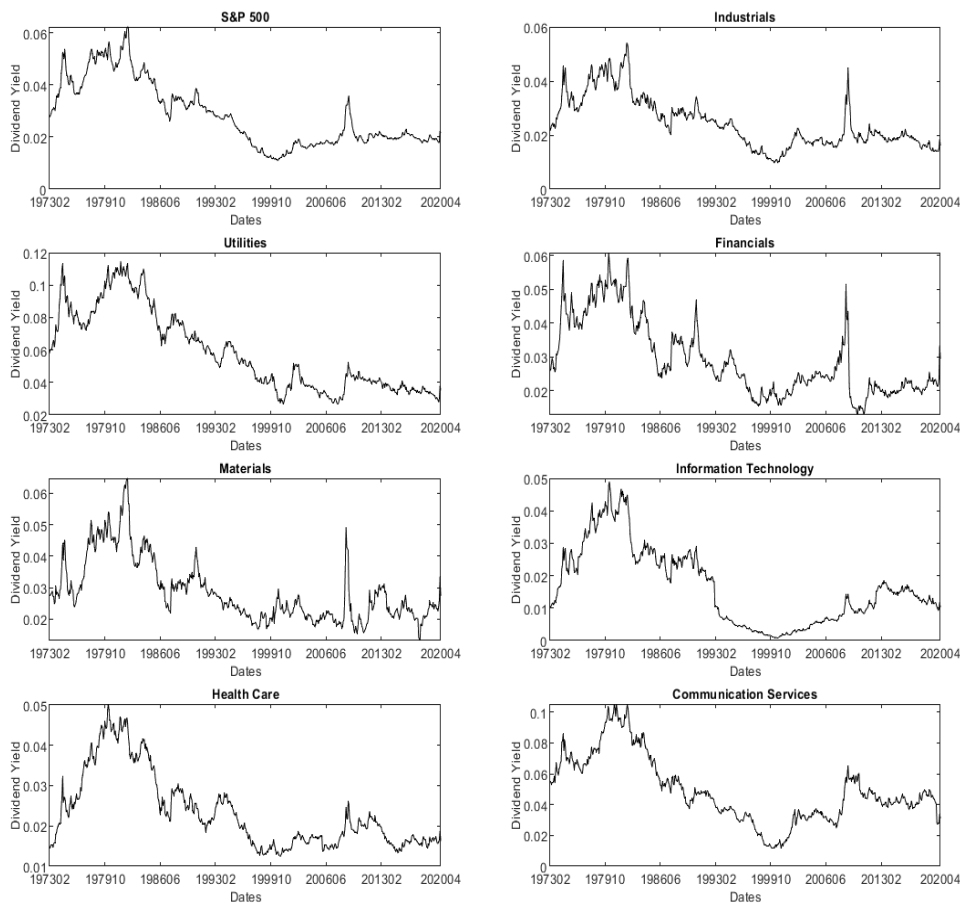 S&P 500
Dividend Yield
0.06
0.04
0.02
0
197302 197910 198606 199302 199910 200606 201302 202004
Dates
Industrials
Dividend Yield
0.06
0.04
0.02
0
197302 197910 198606 199302 199910 200606 201302 202004
Dates
Utilities
Dividend Yield
0.12
0.1
0.08
0.06
0.04
0.02
197302 197910 198606 199302 199910 200606 201302 202004
Dates
Financials
Dividend Yield
0.06
0.05
0.04
0.03
0.02
197302 197910 198606 199302 199910 200606 201302 202004
Dates
Materials
Dividend Yield
0.06
0.05
0.04
0.03
0.02
197302 197910 198606 199302 199910 200606 201302 202004
Dates
Information Technology
Dividend Yield
0.05
0.04
0.03
0.02
0.01
0
197302 197910 198606 199302 199910 200606 201302 202004
Dates
Health Care
Dividend Yield
0.05
0.04
0.03
0.02
0.01
197302 197910 198606 199302 199910 200606 201302 202004
Dates
Communication Services
Dividend Yield
0.1
0.08
0.06
0.04
0.02
0
197302 197910 198606 199302 199910 200606 201302 202004
Dates